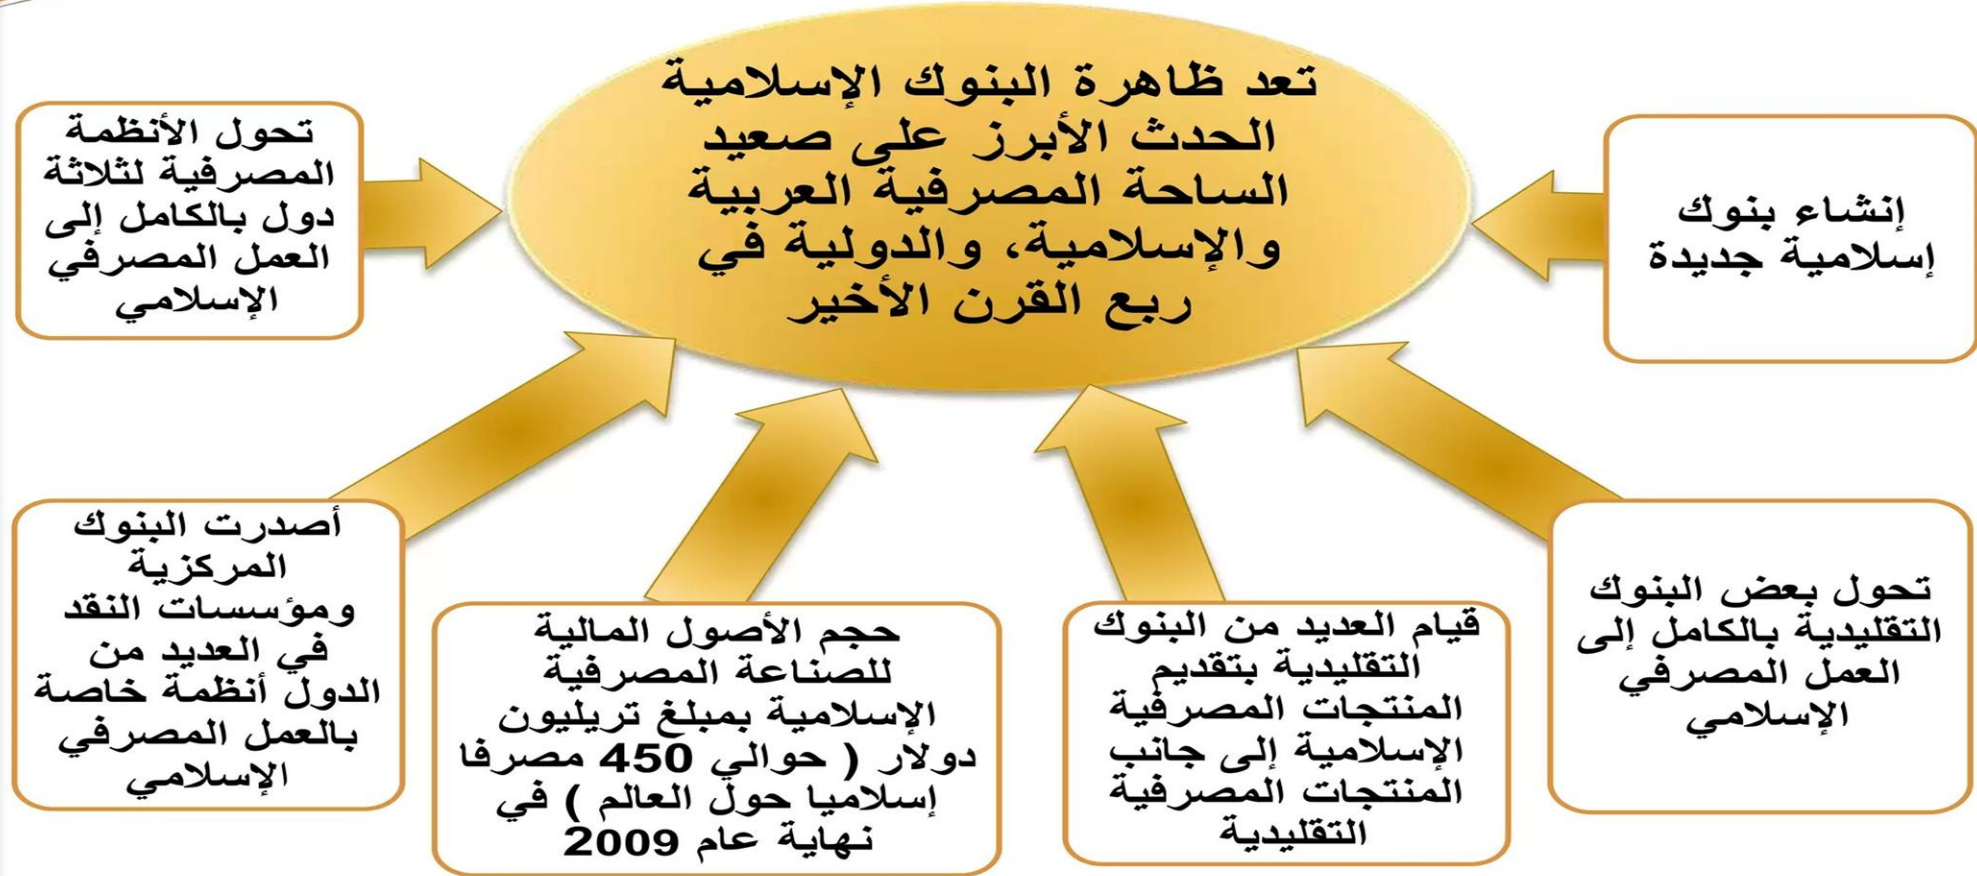 تعد ظاهرة البنوك الإسلامية
الحدث الأبرز على صعيد
الساحة المصرفية العربية
والإسلامية، والدولية في
ربع القرن الأخير
إنشاء بنوك
إسلامية جديدة
تحول بعض البنوك
التقليدية بالكامل إلى
العمل المصرفي
الإسلامي
قيام العديد من البنوك
التقليدية بتقديم
المنتجات المصرفية
الإسلامية إلى جانب
المنتجات المصرفية
التقليدية
حجم الأصول المالية
للصناعة المصرفية
الإسلامية بمبلغ تريليون
دولار ( حوالي 450 مصرفا
إسلاميا حول العالم ) في
نهاية عام 2009
أصدرت البنوك
المركزية
ومؤسسات النقد
في العديد من
الدول أنظمة خاصة
بالعمل المصرفي
الإسلامي
تحول الأنظمة
المصرفية لثلاثة
دول بالكامل إلى
العمل المصرفي
الإسلامي